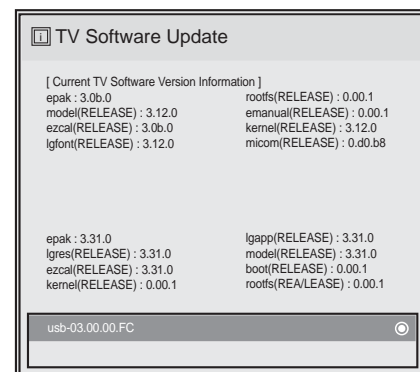 i TV Software Update
[ Current TV Software Version Information ]
epak : 3.0b.0
model(RELEASE) : 3.12.0
ezcal(RELEASE) : 3.0b.0
lgfont(RELEASE) : 3.12.0
rootfs(RELEASE) : 0.00.1
emanual(RELEASE) : 0.00.1
kernel(RELEASE) : 3.12.0
micom(RELEASE) : 0.d0.b8
epak : 3.31.0
lgres(RELEASE) : 3.31.0
ezcal(RELEASE) : 3.31.0
kernel(RELEASE) : 0.00.1
lgapp(RELEASE) : 3.31.0
model(RELEASE) : 3.31.0
boot(RELEASE) : 0.00.1
rootfs(REA/LEASE) : 0.00.1
usb-03.00.00.FC